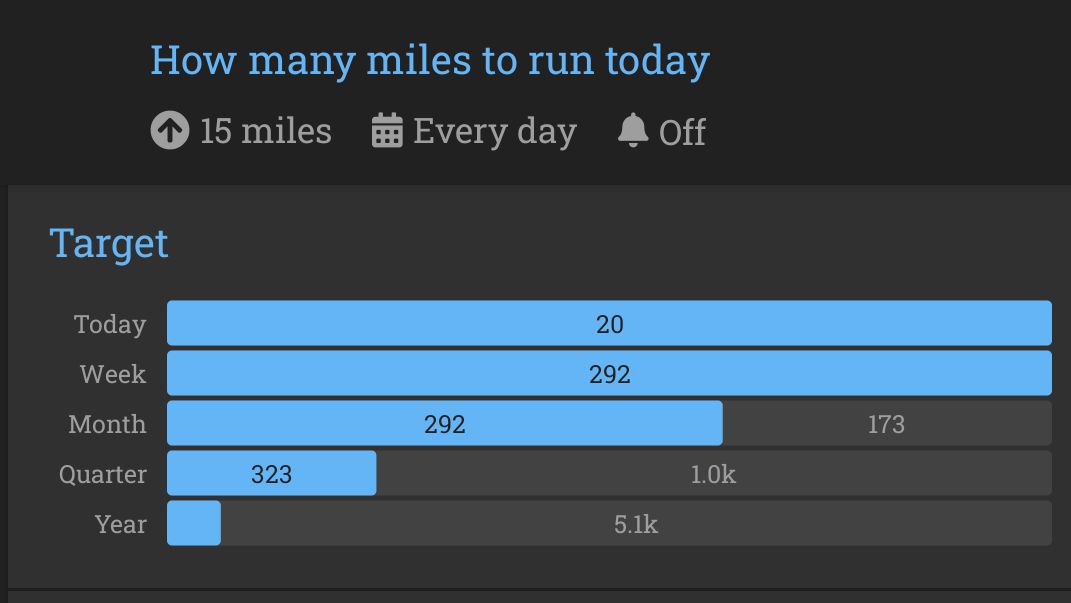 How many miles to run today
15 miles Every day Off
Target
Today 20
Week 292
Month 292 173
Quarter 323 1.0k
Year 5.1k